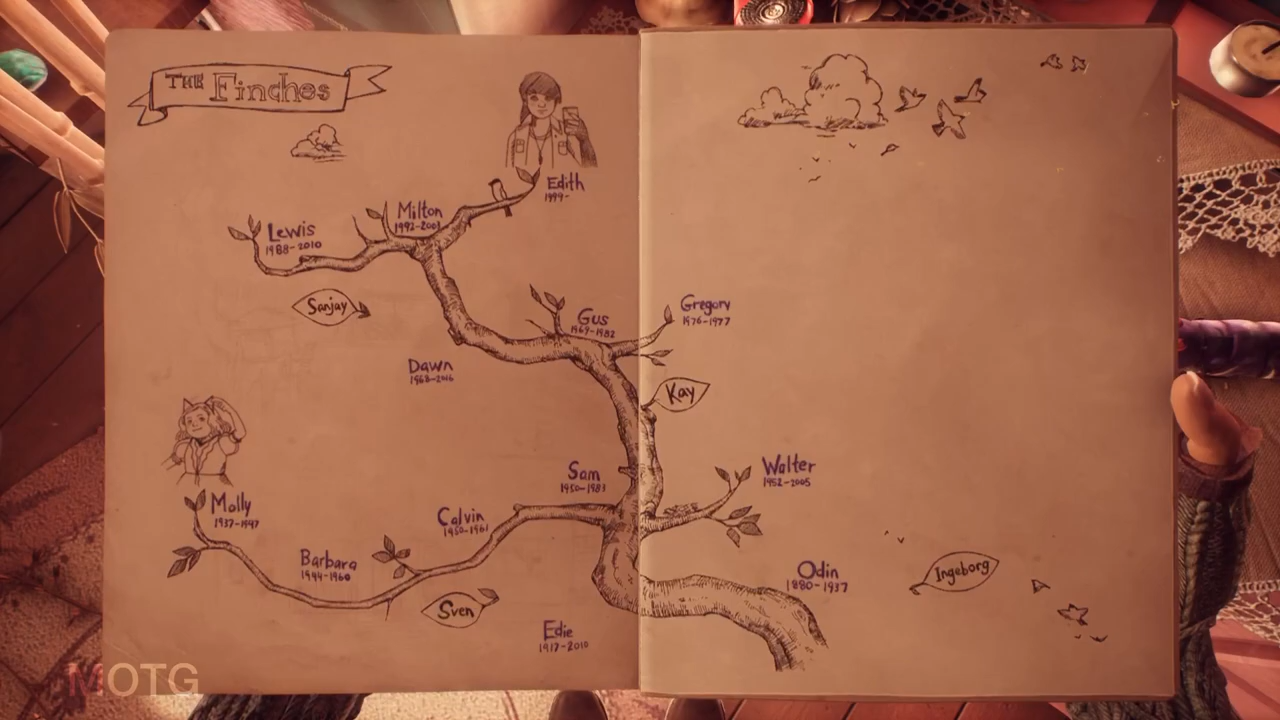 THE Finches
Edith
1999-
Milton
1992-2003
Lewis
1988-2010
Sanjay
Gus
1969-1982
Gregory
1976-1977
Dawn
1968-2016
Kay
Sam
1950-1983
Walter
1952-2005
Molly
1937-1947
Calvin
1950-1961
Barbara
1944-1960
Sven
Odin
1880-1937
Ingeborg
Edie
1917-2010
MOTG